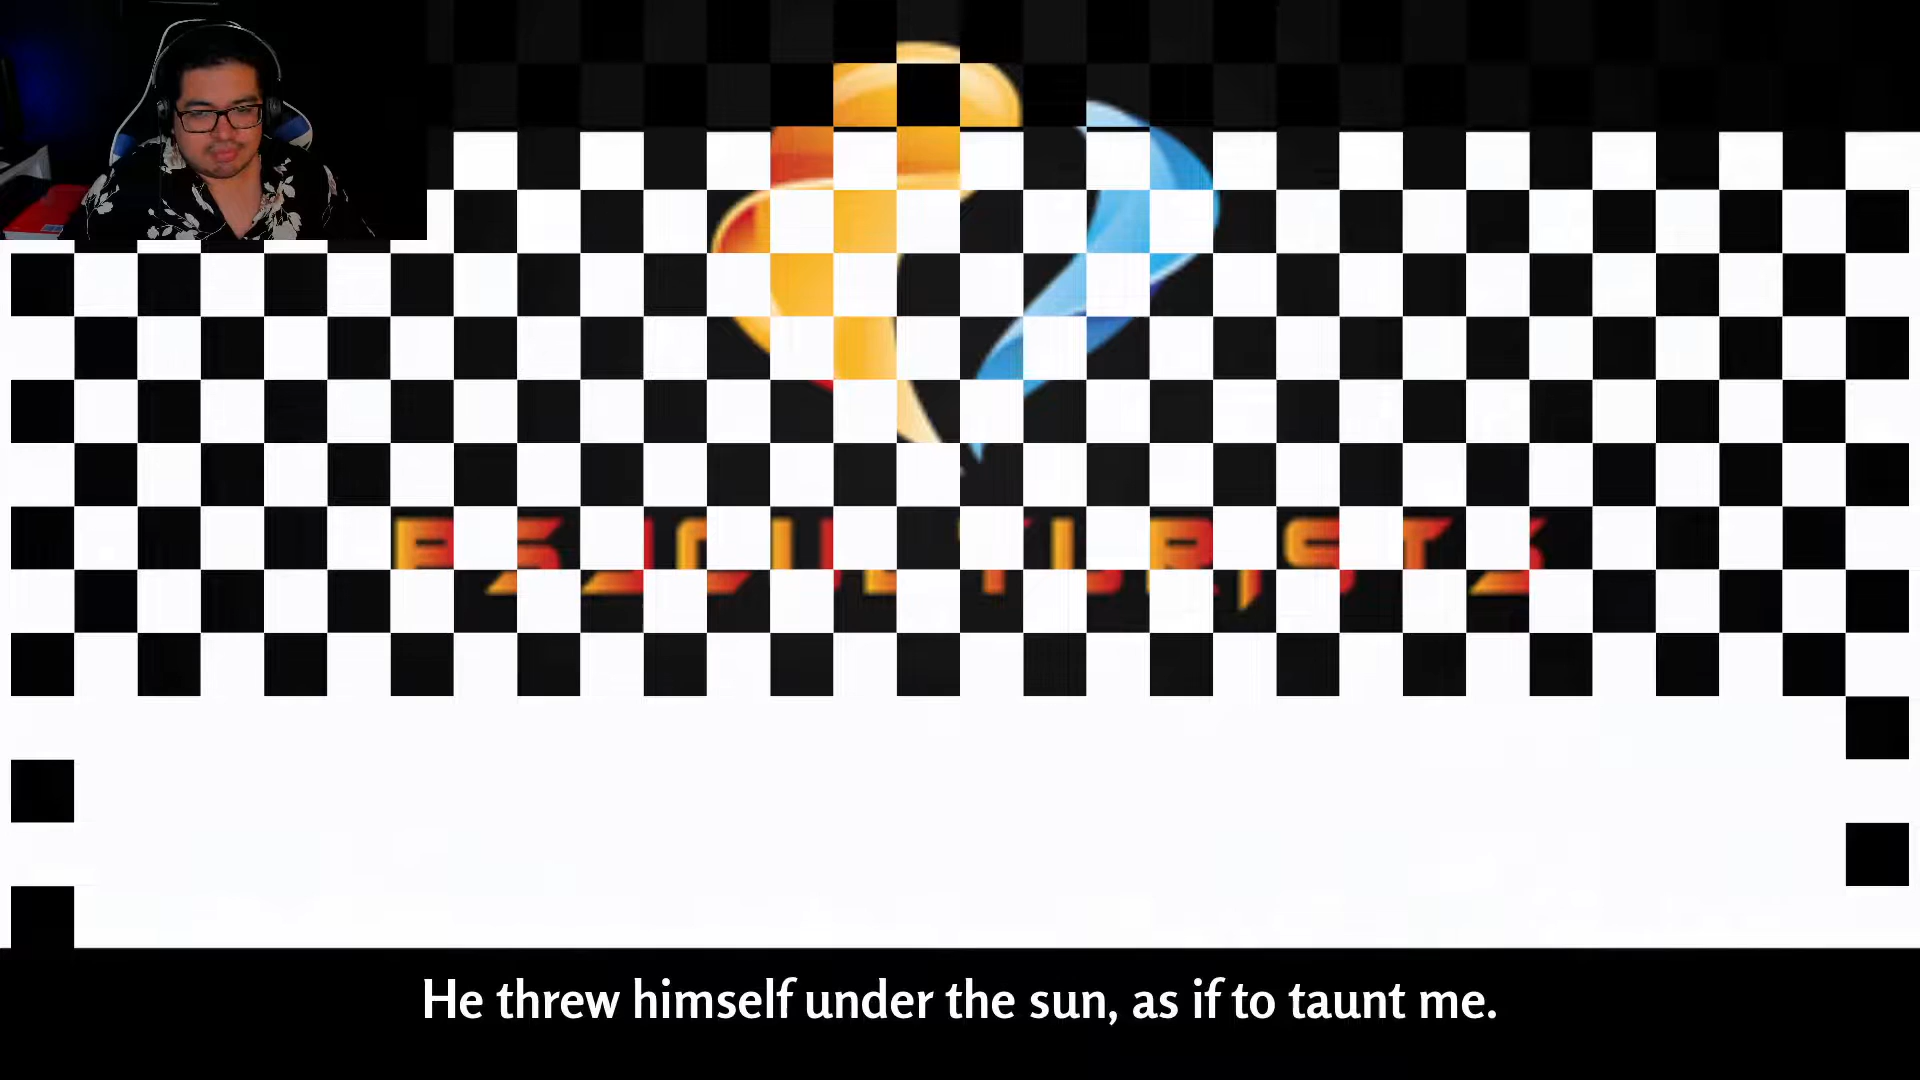 He threw himself under the sun, as if to taunt me.